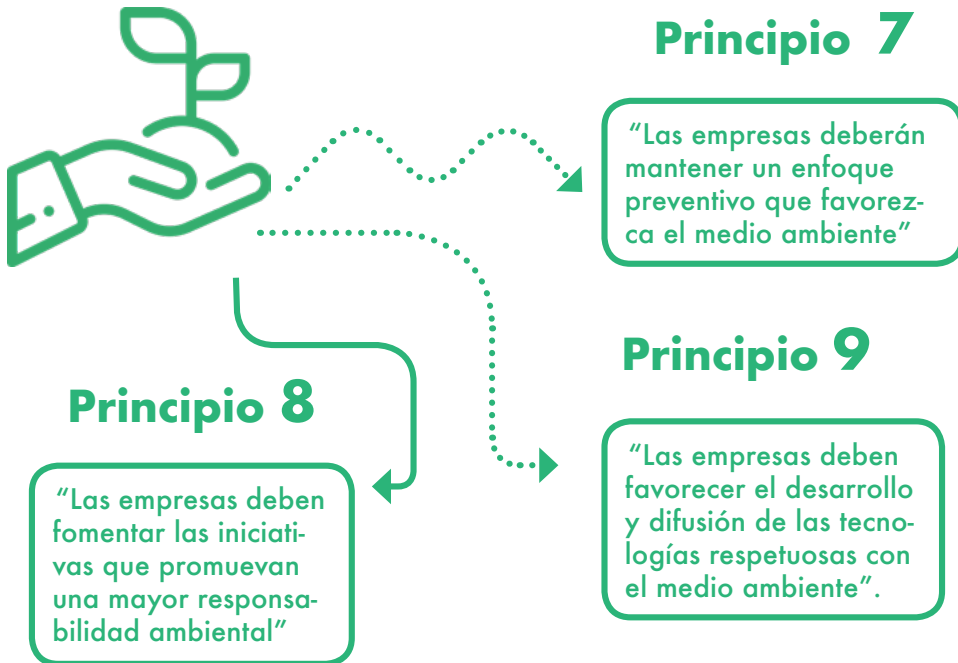 Principio 7
“Las empresas deberán
mantener un enfoque
preventivo que favorez-
ca el medio ambiente”
Principio 8
“Las empresas deben
fomentar las iniciati-
vas que promuevan
una mayor responsa-
bilidad ambiental”
Principio 9
“Las empresas deben
favorecer el desarrollo
y difusión de las tecno-
logías respetuosas con
el medio ambiente”.